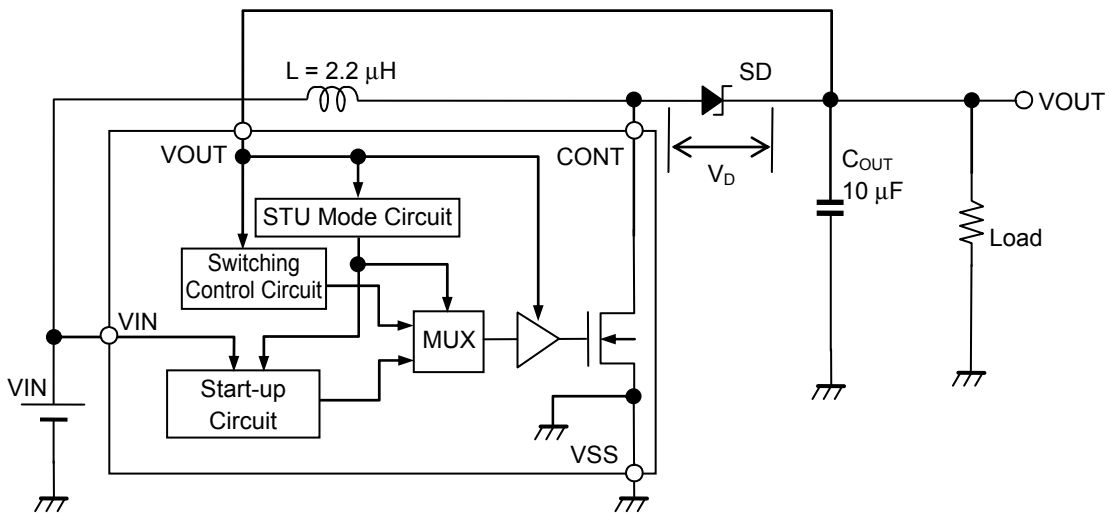 L = 2.2 μH
SD
VOUT
VOUT
CONT
V_D
C_OUT
10 μF
Load
STU Mode Circuit
Switching
Control Circuit
VIN
MUX
VIN
Start-up
Circuit
VSS